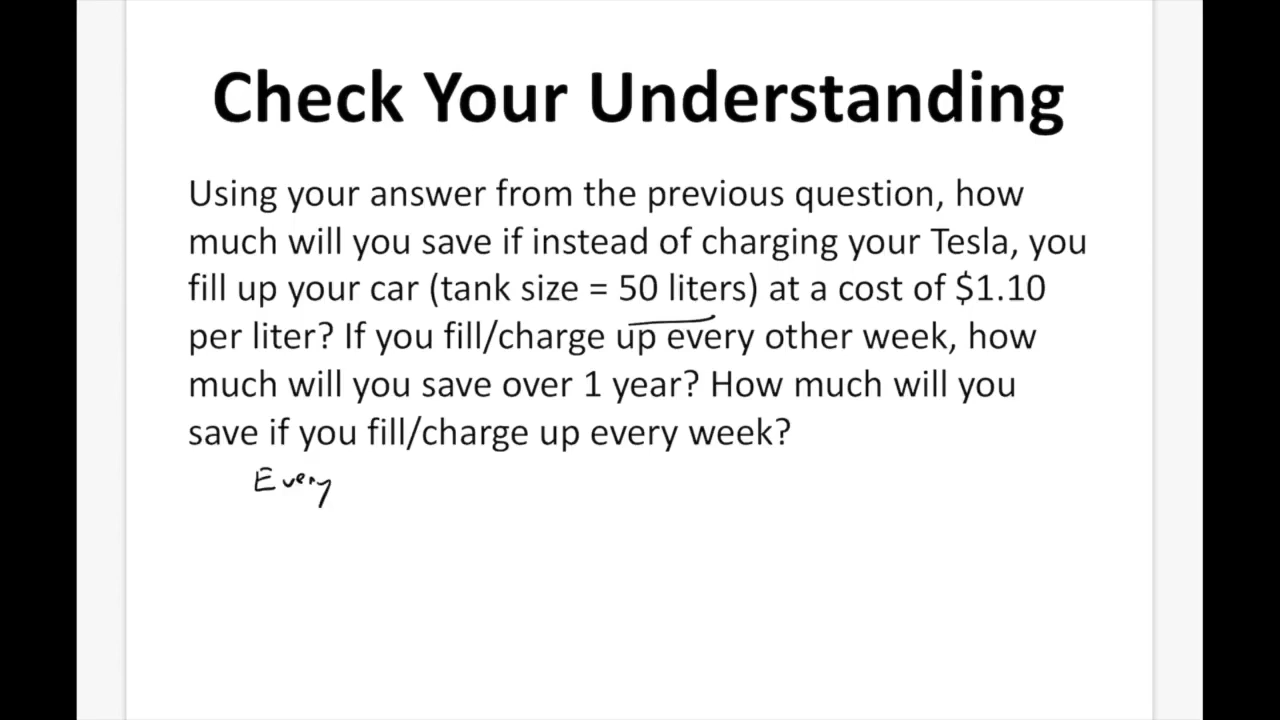 Check Your Understanding
Using your answer from the previous question, how
much will you save if instead of charging your Tesla, you
fill up your car (tank size = 50 liters) at a cost of $1.10
per liter? If you fill/charge up every other week, how
much will you save over 1 year? How much will you
save if you fill/charge up every week?
Every